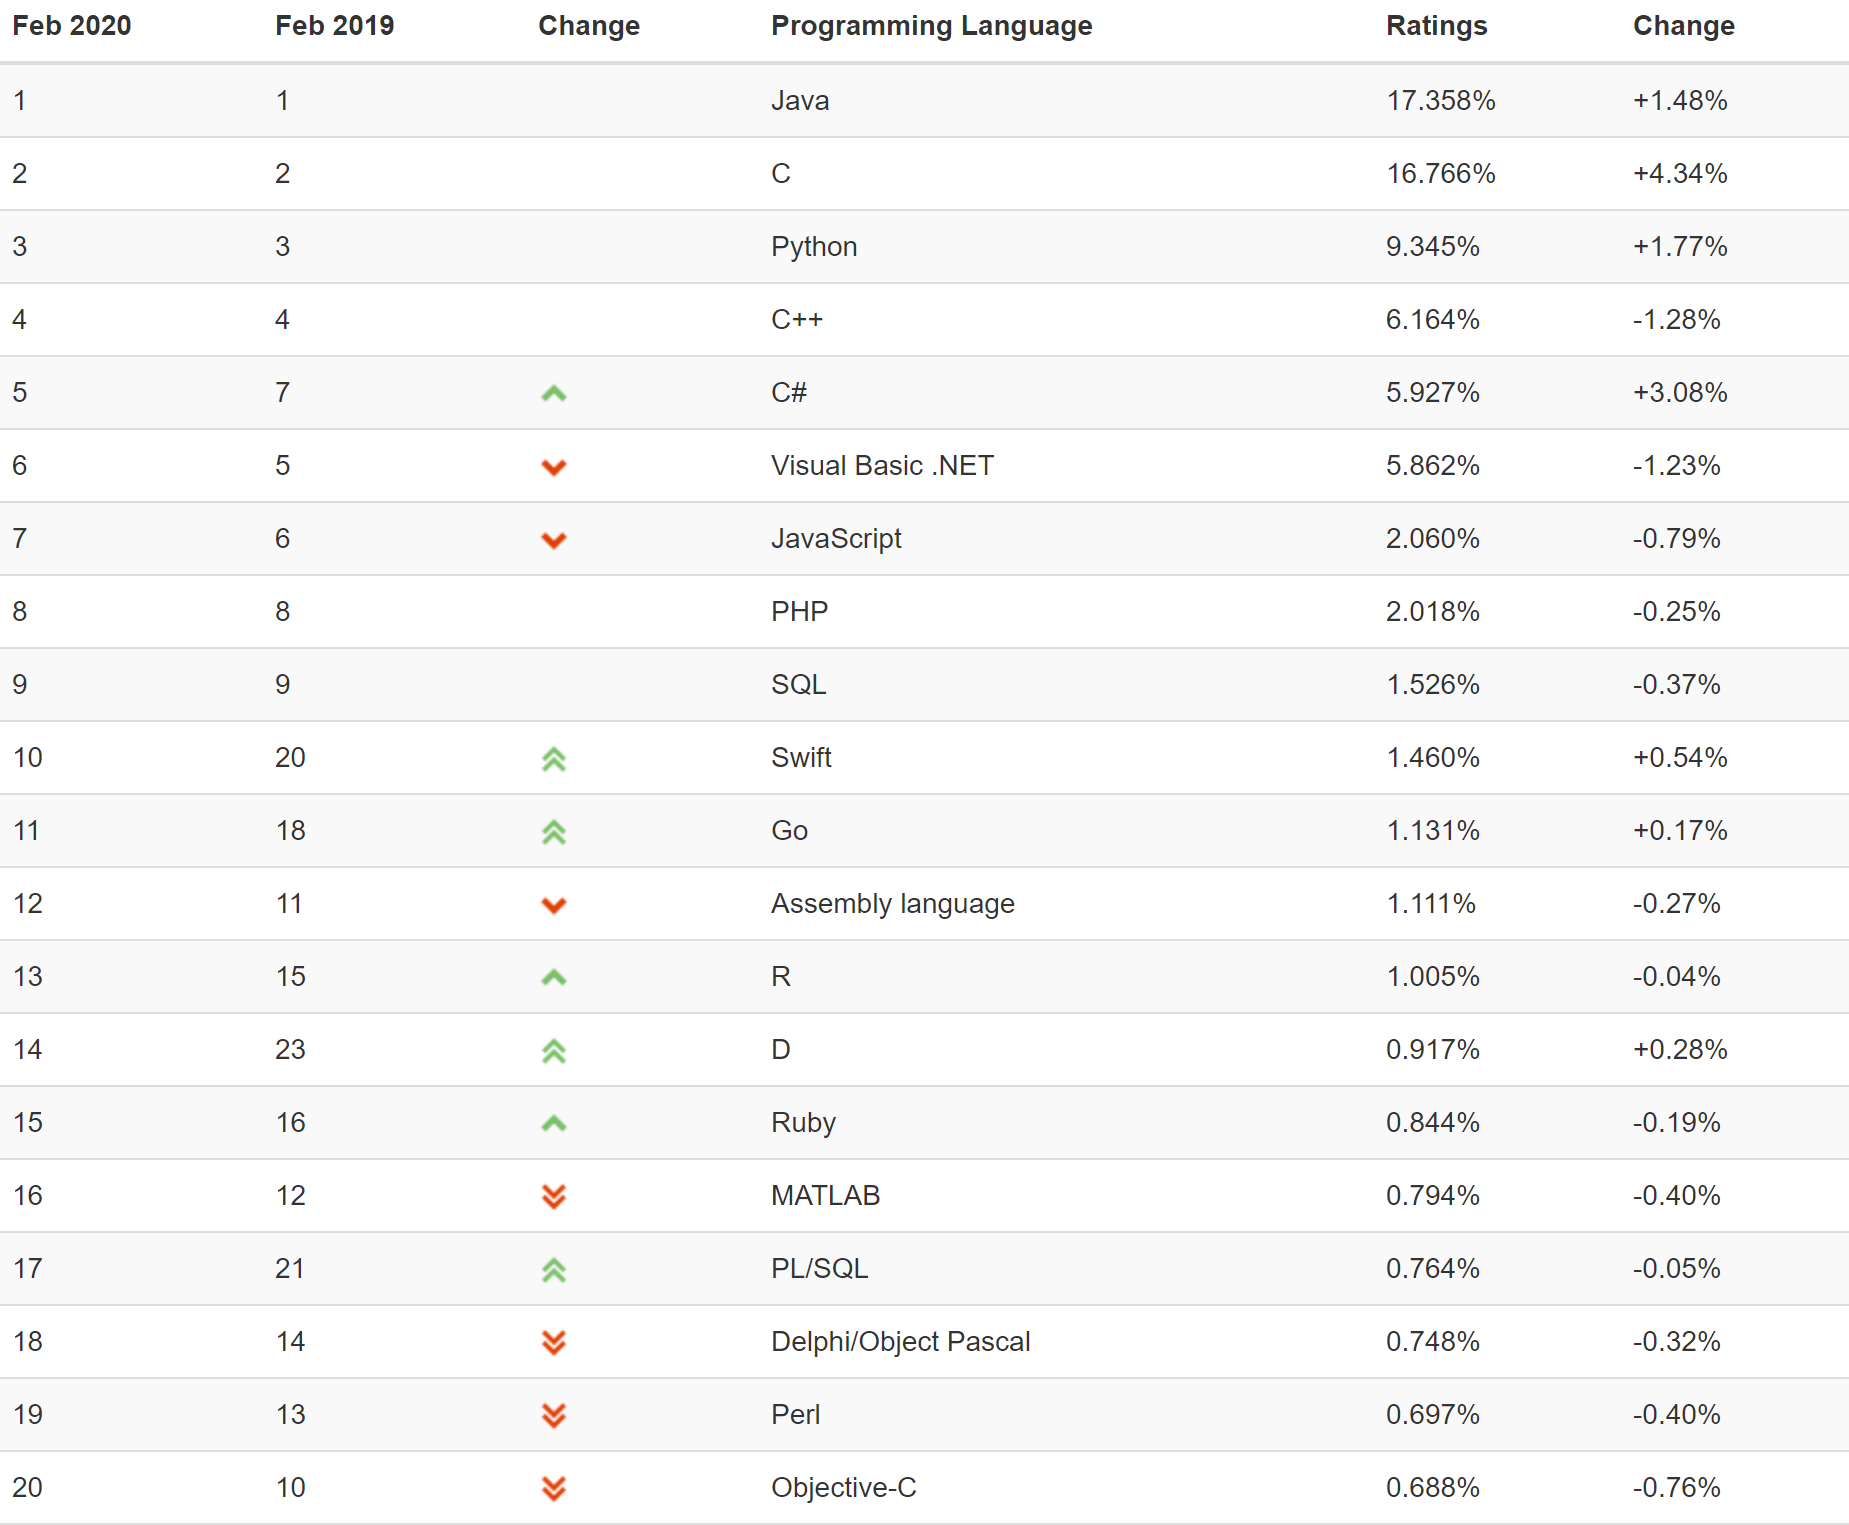 Feb 2020 Feb 2019 Change Programming Language Ratings Change
1 1 Java 17.358% +1.48%
2 2 C 16.766% +4.34%
3 3 Python 9.345% +1.77%
4 4 C++ 6.164% -1.28%
5 7 C# 5.927% +3.08%
6 5 Visual Basic .NET 5.862% -1.23%
7 6 JavaScript 2.060% -0.79%
8 8 PHP 2.018% -0.25%
9 9 SQL 1.526% -0.37%
10 20 Swift 1.460% +0.54%
11 18 Go 1.131% +0.17%
12 11 Assembly language 1.111% -0.27%
13 15 R 1.005% -0.04%
14 23 D 0.917% +0.28%
15 16 Ruby 0.844% -0.19%
16 12 MATLAB 0.794% -0.40%
17 21 PL/SQL 0.764% -0.05%
18 14 Delphi/Object Pascal 0.748% -0.32%
19 13 Perl 0.697% -0.40%
20 10 Objective-C 0.688% -0.76%